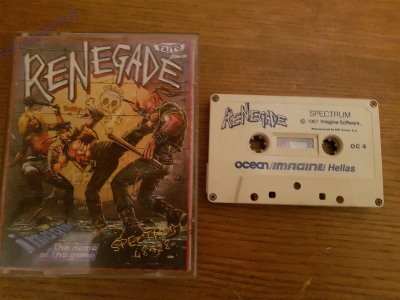 TAITO
RENEGADE
Imagine
...the name
of the game
SPECTRUM
RENEGADE
SPECTRUM
© 1987 Imagine Software.
OC 4
ocean/IMAGINE/Hellas